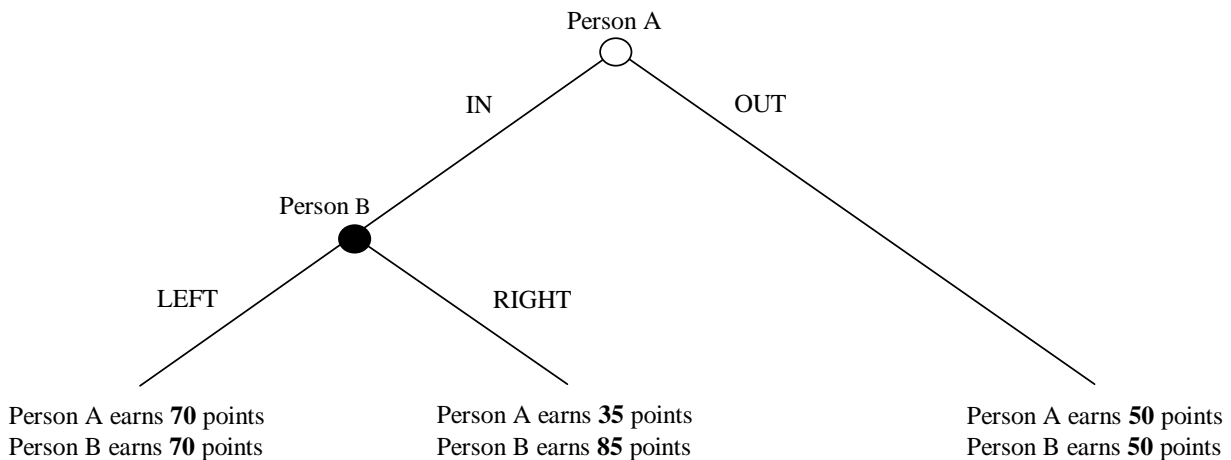 Person A
IN
OUT
Person B
LEFT
RIGHT
Person A earns 70 points
Person B earns 70 points
Person A earns 35 points
Person B earns 85 points
Person A earns 50 points
Person B earns 50 points